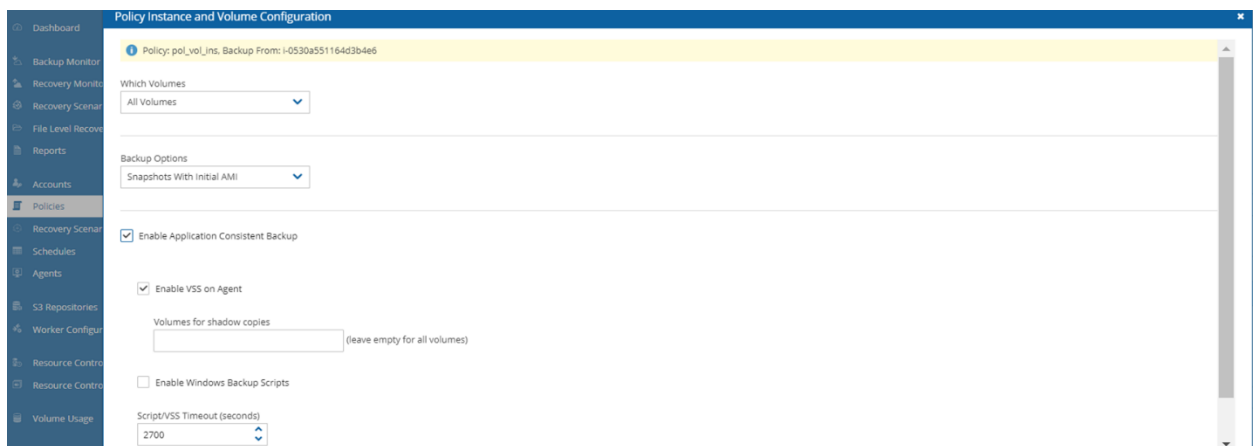 Policy Instance and Volume Configuration
Dashboard
Backup Monitor
Recovery Monito
Recovery Scenar
File Level Recove
Reports
Accounts
Policies
Recovery Scenar
Schedules
Agents
S3 Repositories
Worker Configur
Resource Contro
Resource Contro
Volume Usage
Policy: pol_vol_ins, Backup From: i-0530a551164d3b4e6
Which Volumes
All Volumes
Backup Options
Snapshots With Initial AMI
Enable Application Consistent Backup
Enable VSS on Agent
Volumes for shadow copies
(leave empty for all volumes)
Enable Windows Backup Scripts
Script/VSS Timeout (seconds)
2700